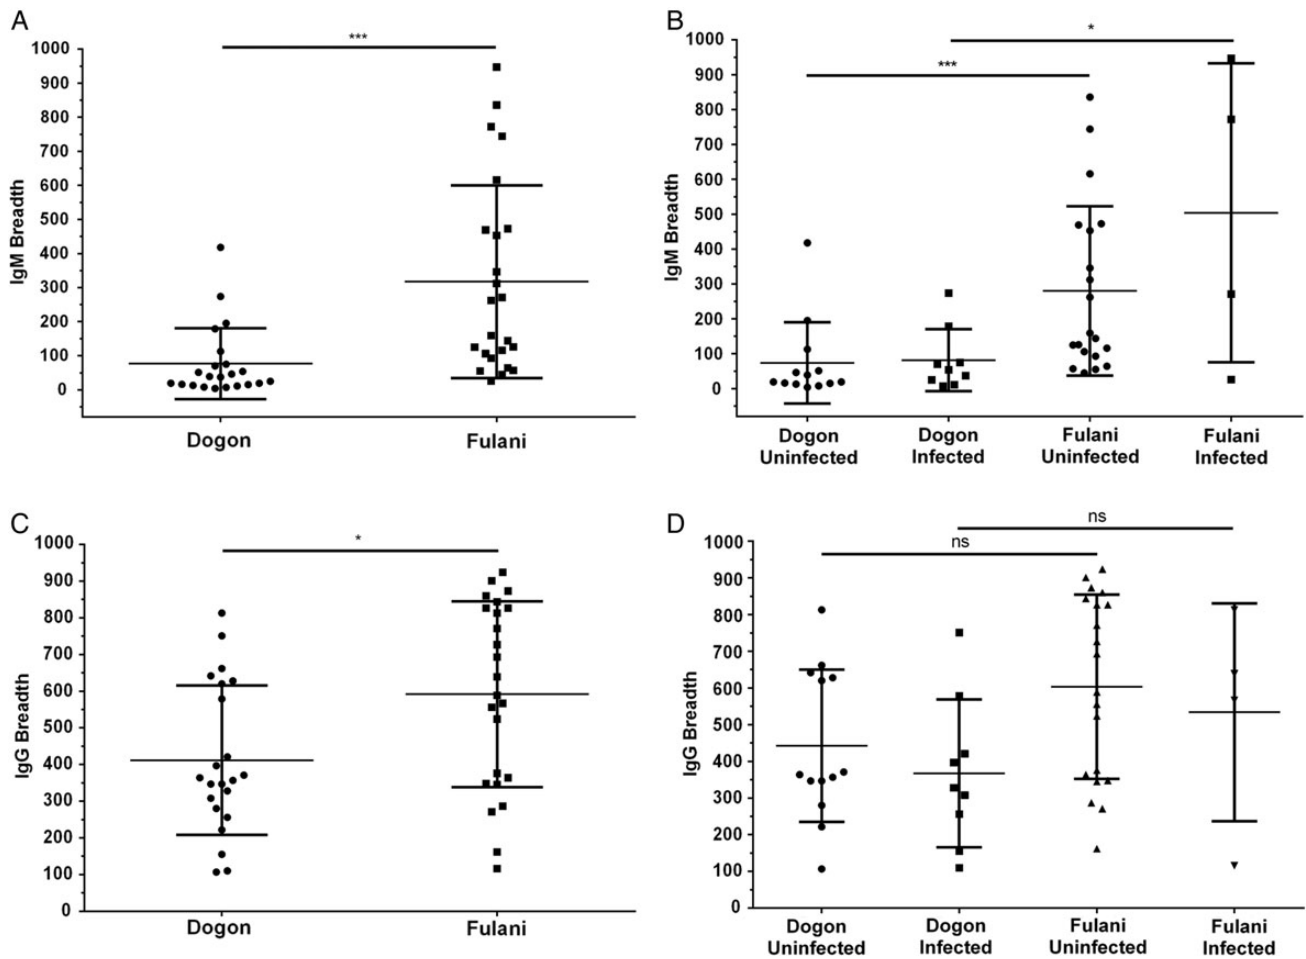 A
***
1000
900
800
700
600
500
400
300
200
100
0
IgM Breadth
Dogon
Fulani
B
*
***
1000
900
800
700
600
500
400
300
200
100
0
IgM Breadth
Dogon
Uninfected
Dogon
Infected
Fulani
Uninfected
Fulani
Infected
C
*
1000
900
800
700
600
500
400
300
200
100
0
IgG Breadth
Dogon
Fulani
D
ns
ns
1000
900
800
700
600
500
400
300
200
100
0
IgG Breadth
Dogon
Uninfected
Dogon
Infected
Fulani
Uninfected
Fulani
Infected